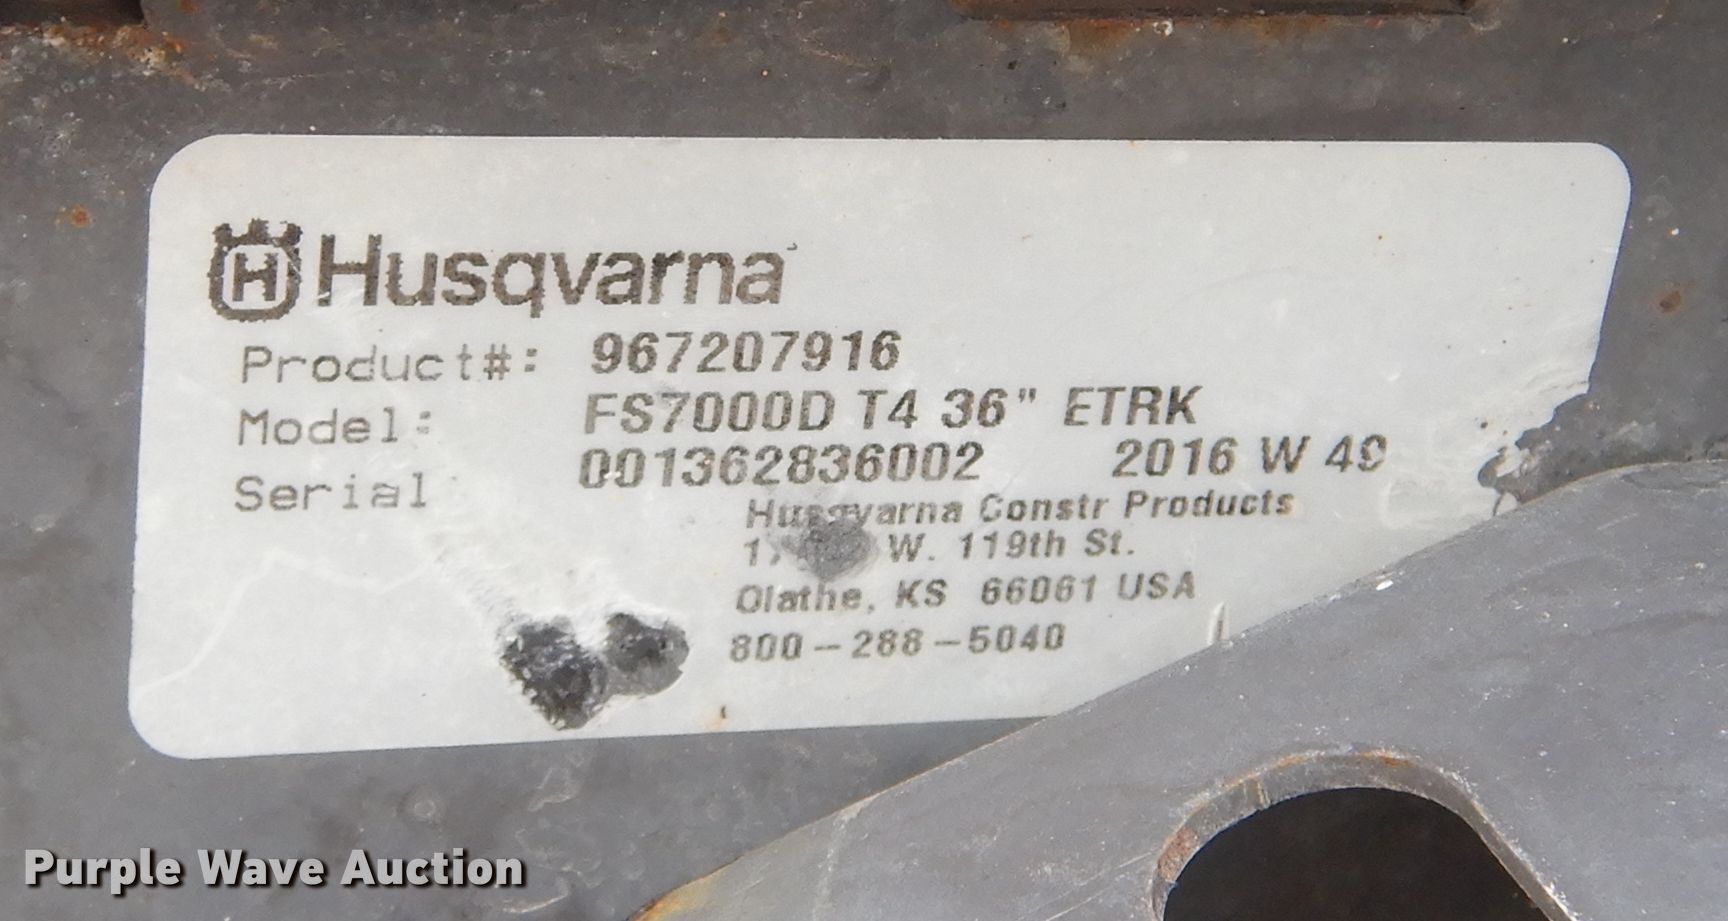 Husqvarna
Product#: 967207916
Model: FS7000D T4 36" ETRK
Serial 001362836002 2016 W 49
Husqvarna Constr Products
W. 119th St.
Olathe, KS 66061 USA
800-288-5040
Purple Wave Auction